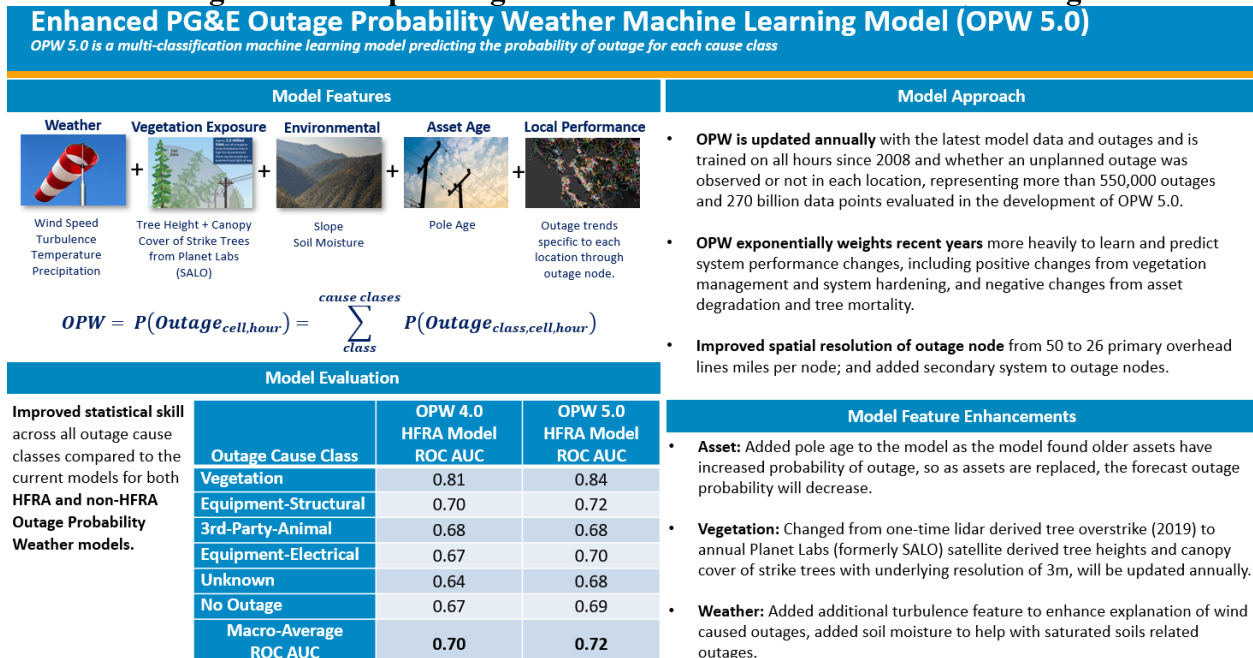 Enhanced PG&E Outage Probability Weather Machine Learning Model (OPW 5.0)
OPW 5.0 is a multi-classification machine learning model predicting the probability of outage for each cause class
Model Features
Weather
Vegetation Exposure
Environmental
Asset Age
Local Performance
+
+
+
+
Wind Speed
Turbulence
Temperature
Precipitation
Tree Height + Canopy
Cover of Strike Trees
from Planet Labs
(SALO)
Slope
Soil Moisture
Pole Age
Outage trends
specific to each
location through
outage node.
cause clases
OPW = P(Outage cell,hour) = ∑ P(Outage class,cell,hour)
class
Model Evaluation
Improved statistical skill
across all outage cause
classes compared to the
current models for both
HFRA and non-HFRA
Outage Probability
Weather models.
Outage Cause Class OPW 4.0 HFRA Model ROC AUC OPW 5.0 HFRA Model ROC AUC
Vegetation 0.81 0.84
Equipment-Structural 0.70 0.72
3rd-Party-Animal 0.68 0.68
Equipment-Electrical 0.67 0.70
Unknown 0.64 0.68
No Outage 0.67 0.69
Macro-Average ROC AUC 0.70 0.72
Model Approach
• OPW is updated annually with the latest model data and outages and is
trained on all hours since 2008 and whether an unplanned outage was
observed or not in each location, representing more than 550,000 outages
and 270 billion data points evaluated in the development of OPW 5.0.
• OPW exponentially weights recent years more heavily to learn and predict
system performance changes, including positive changes from vegetation
management and system hardening, and negative changes from asset
degradation and tree mortality.
• Improved spatial resolution of outage node from 50 to 26 primary overhead
lines miles per node; and added secondary system to outage nodes.
Model Feature Enhancements
• Asset: Added pole age to the model as the model found older assets have
increased probability of outage, so as assets are replaced, the forecast outage
probability will decrease.
• Vegetation: Changed from one-time lidar derived tree overstrike (2019) to
annual Planet Labs (formerly SALO) satellite derived tree heights and canopy
cover of strike trees with underlying resolution of 3m, will be updated annually.
• Weather: Added additional turbulence feature to enhance explanation of wind
caused outages, added soil moisture to help with saturated soils related
outages.